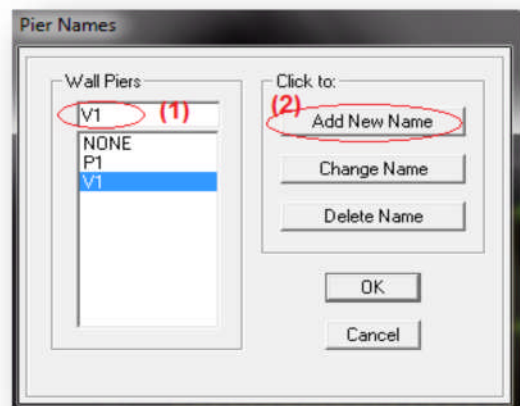 Pier Names
Wall Piers
V1 (1)
NONE
P1
V1
Click to:
(2)
Add New Name
Change Name
Delete Name
OK
Cancel